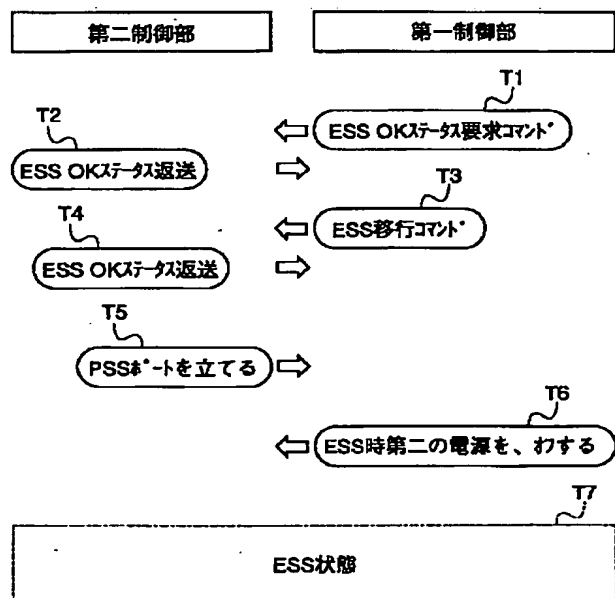 第二制御部
第一制御部
T1
ESS OKステータス要求コマンド
T2
ESS OKステータス返送
T3
ESS移行コマンド
T4
ESS OKステータス返送
T5
PSSポートを立てる
T6
ESS時第二の電源を、オフする
T7
ESS状態